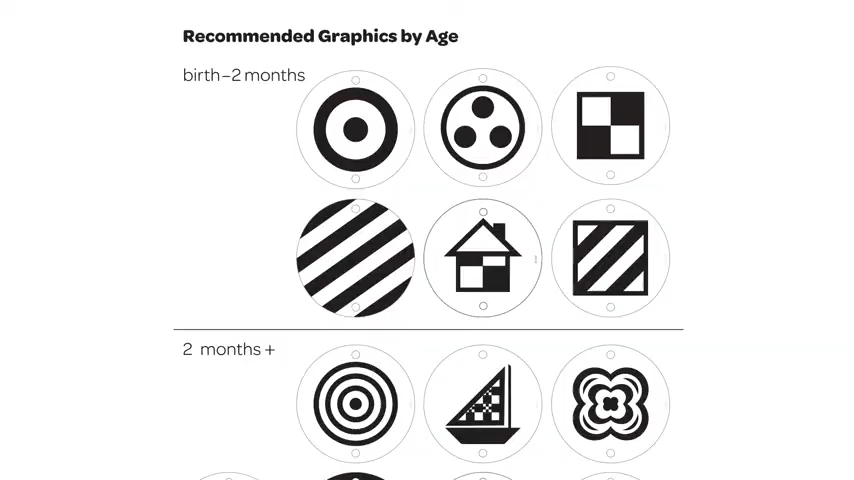 Recommended Graphics by Age
birth–2 months
2 months +